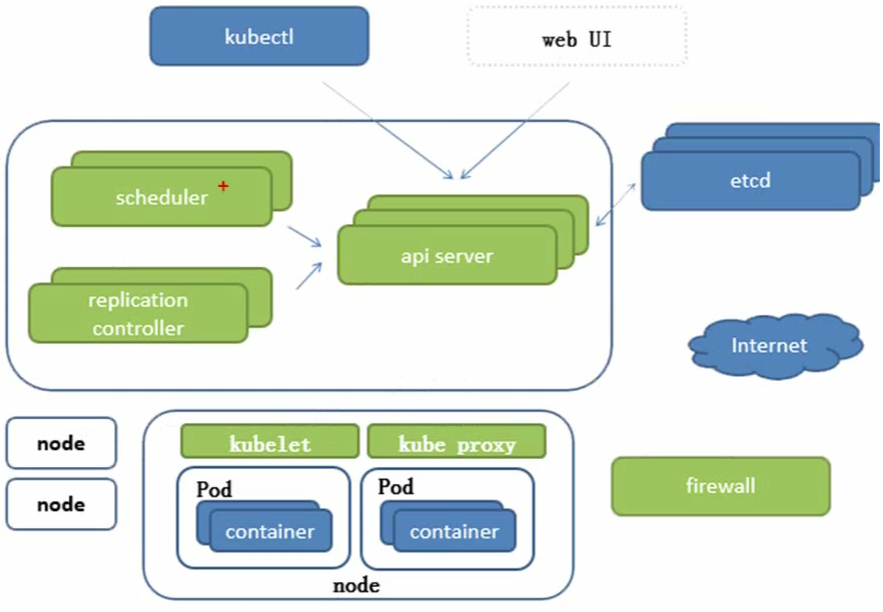 kubectl
web UI
scheduler
etcd
api server
replication
controller
Internet
node
node
kubelet
kube proxy
Pod
container
Pod
container
node
firewall